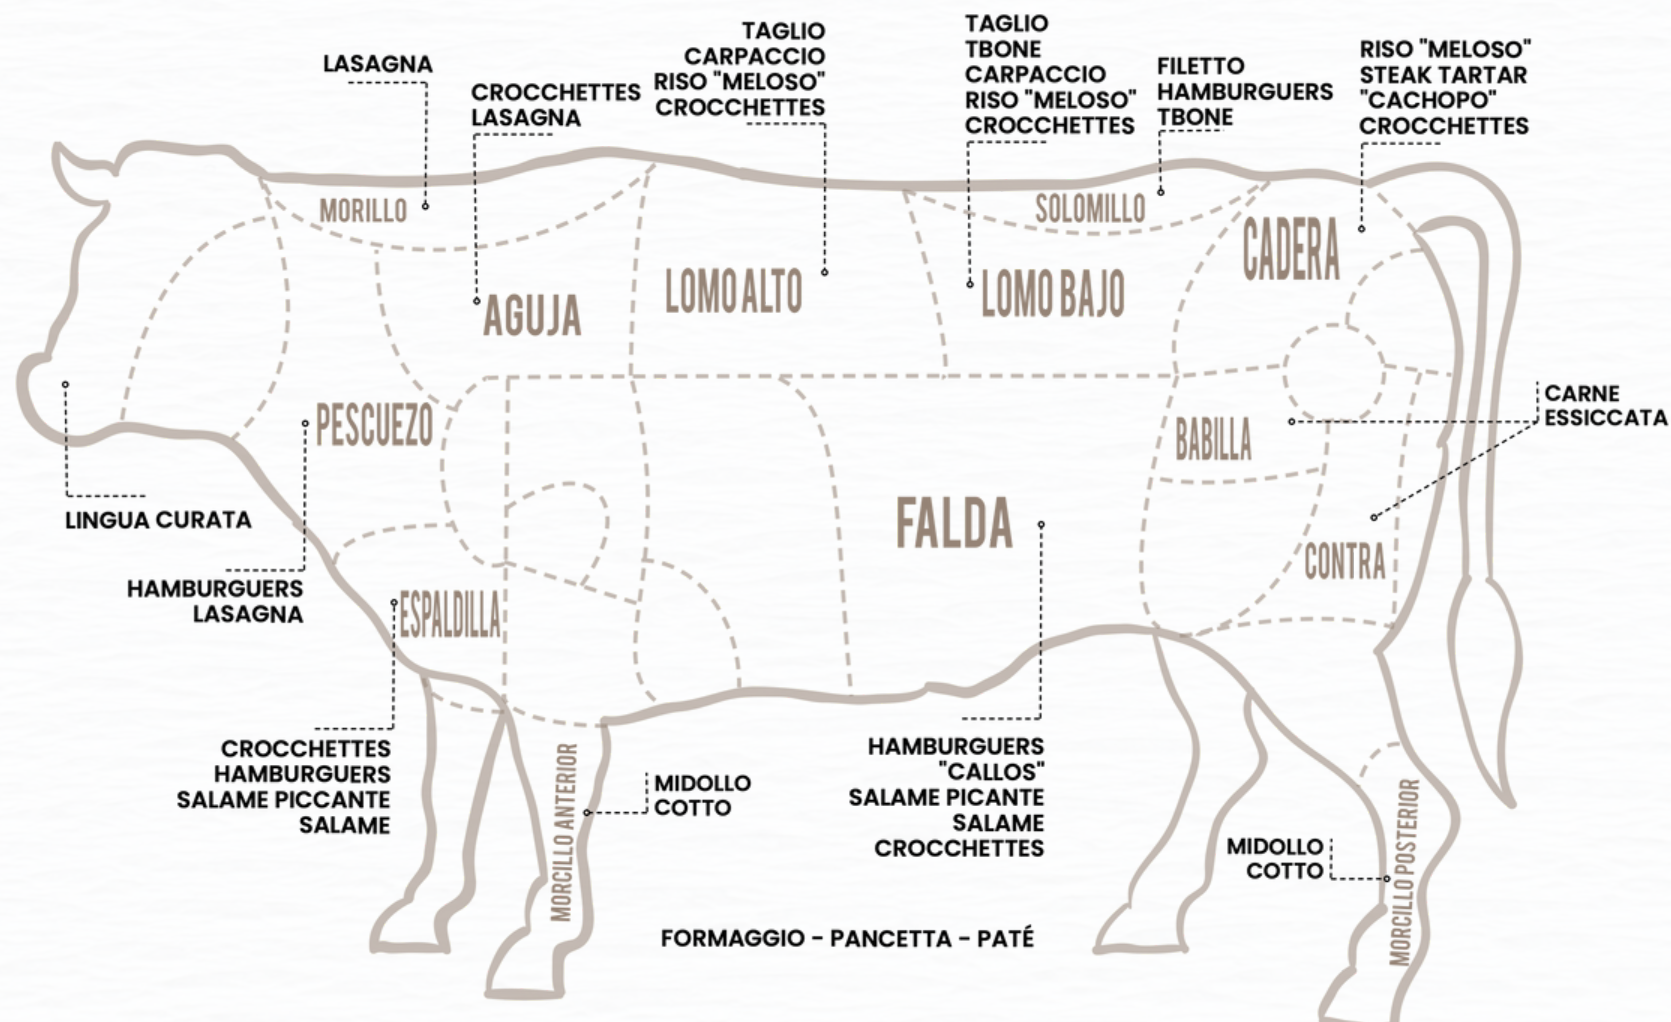 LASAGNA
CROCCHETTES
LASAGNA
TAGLIO
CARPACCIO
RISO "MELOSO"
CROCCHETTES
TAGLIO
TBONE
CARPACCIO
RISO "MELOSO"
CROCCHETTES
FILETTO
HAMBURGUERS
TBONE
RISO "MELOSO"
STEAK TARTAR
"CACHOPO"
CROCCHETTES
MORILLO
SOLOMILLO
CADERA
AGUJA
LOMO ALTO
LOMO BAJO
CARNE
ESSICCATA
PESCUEZO
BABILLA
LINGUA CURATA
FALDA
CONTRA
HAMBURGUERS
LASAGNA
ESPALDILLA
CROCCHETTES
HAMBURGUERS
SALAME PICCANTE
SALAME
MORCILLO ANTERIOR
MIDOLLO
COTTO
HAMBURGUERS
"CALLOS"
SALAME PICANTE
SALAME
CROCCHETTES
MIDOLLO
COTTO
MORCILLO POSTERIOR
FORMAGGIO - PANCETTA - PATÉ